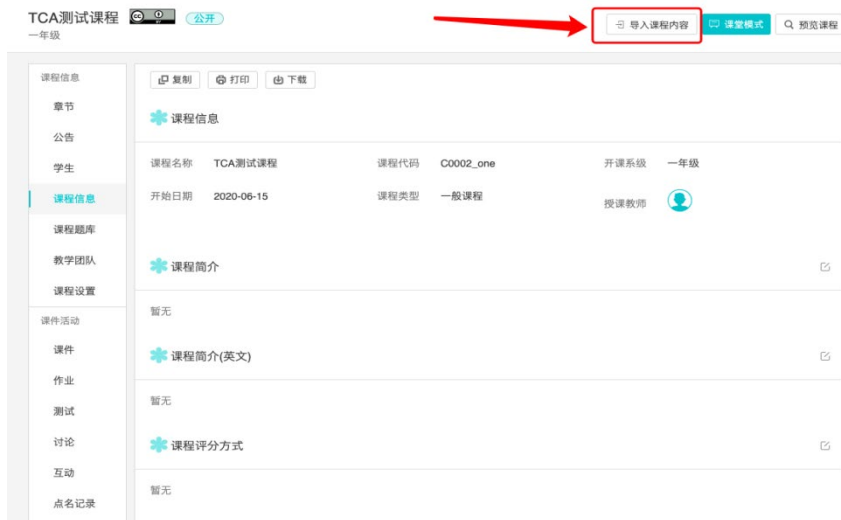 TCA测试课程 公开
一年级
导入课程内容 课堂模式 预览课程
课程信息
章节
公告
学生
课程信息
课程题库
教学团队
课程设置
课件活动
课件
作业
测试
讨论
互动
点名记录
复制 打印 下载
课程信息
课程名称 TCA测试课程 课程代码 C0002_one 开课系级 一年级
开始日期 2020-06-15 课程类型 一般课程 授课教师
课程简介
暂无
课程简介(英文)
暂无
课程评分方式
暂无